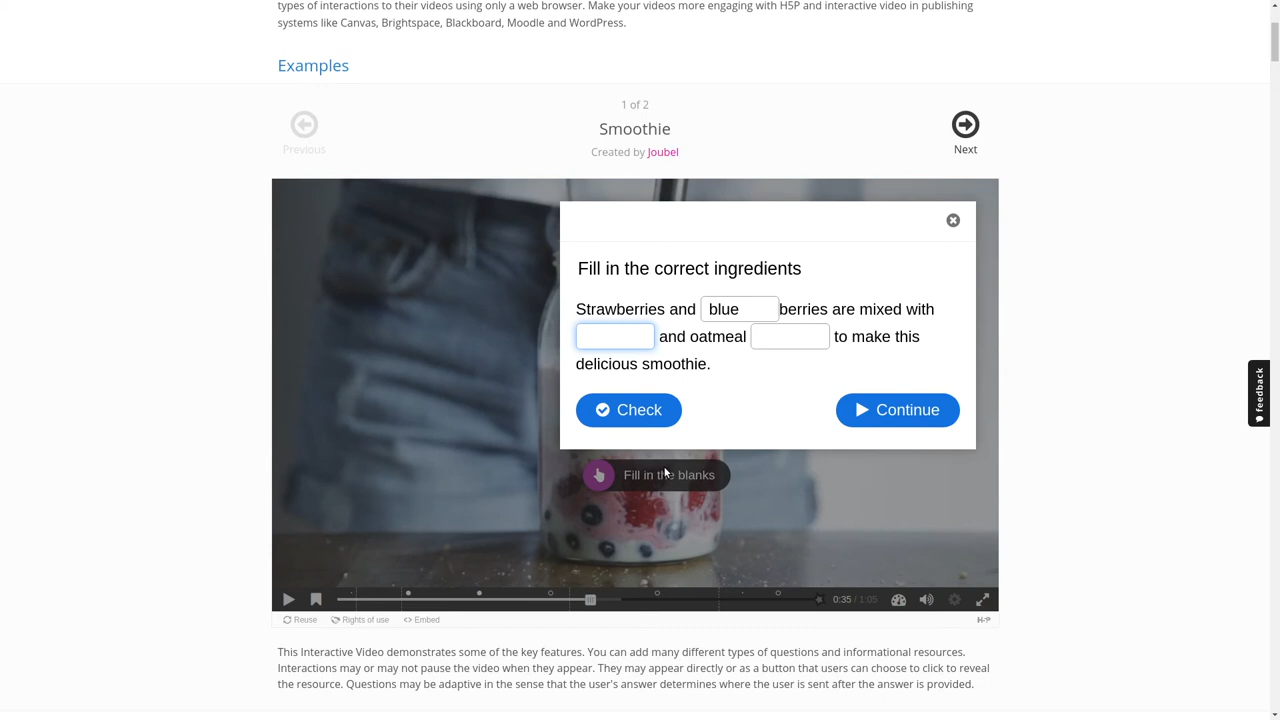 types of interactions to their videos using only a web browser. Make your videos more engaging with H5P and interactive video in publishing
systems like Canvas, Brightspace, Blackboard, Moodle and WordPress.
Examples
1 of 2
Previous
Smoothie
Next
Created by Joubel
Fill in the correct ingredients
Strawberries and blue berries are mixed with
and oatmeal to make this
delicious smoothie.
Check
Continue
Fill in the blanks
feedback
0:35 / 1:05
Reuse Rights of use <> Embed H5P
This Interactive Video demonstrates some of the key features. You can add many different types of questions and informational resources.
Interactions may or may not pause the video when they appear. They may appear directly or as a button that users can choose to click to reveal
the resource. Questions may be adaptive in the sense that the user's answer determines where the user is sent after the answer is provided.